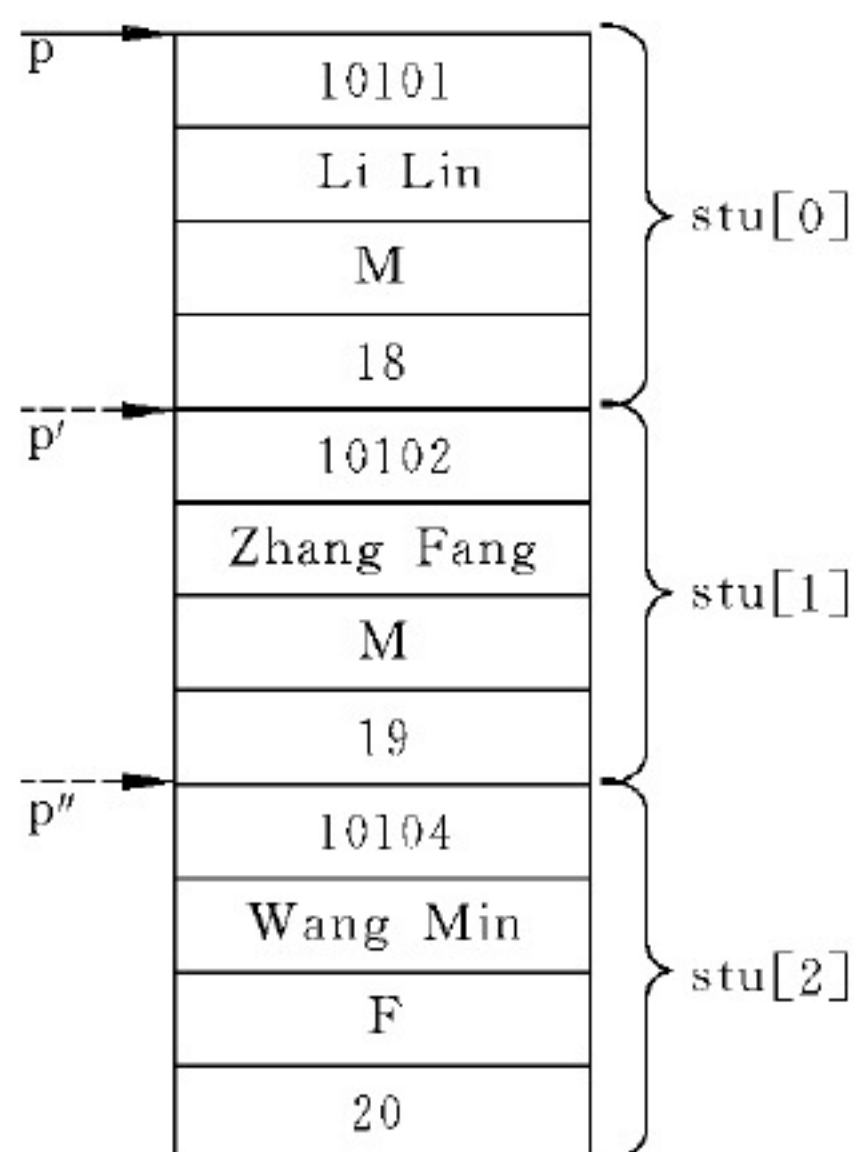 p
10101
Li Lin
stu[0]
M
18
p′
10102
Zhang Fang
stu[1]
M
19
p″
10104
Wang Min
stu[2]
F
20